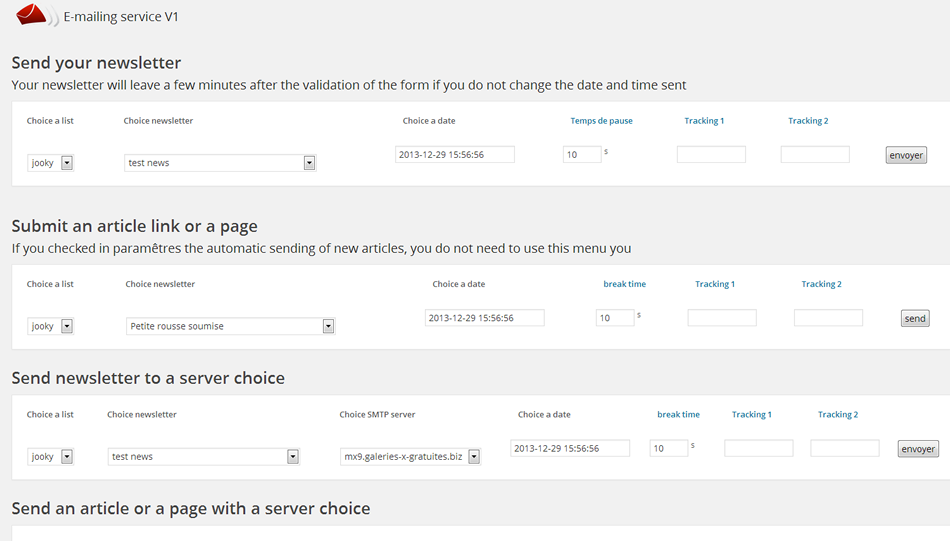 E-mailing service V1
Send your newsletter
Your newsletter will leave a few minutes after the validation of the form if you do not change the date and time sent
Choice a list Choice newsletter Choice a date Temps de pause Tracking 1 Tracking 2
jooky test news 2013-12-29 15:56:56 10 s envoyer
Submit an article link or a page
If you checked in paramêtres the automatic sending of new articles, you do not need to use this menu you
Choice a list Choice newsletter Choice a date break time Tracking 1 Tracking 2
jooky Petite rousse soumise 2013-12-29 15:56:56 10 s send
Send newsletter to a server choice
Choice a list Choice newsletter Choice SMTP server Choice a date break time Tracking 1 Tracking 2
jooky test news mx9.galeries-x-gratuites.biz 2013-12-29 15:56:56 10 s envoyer
Send an article or a page with a server choice